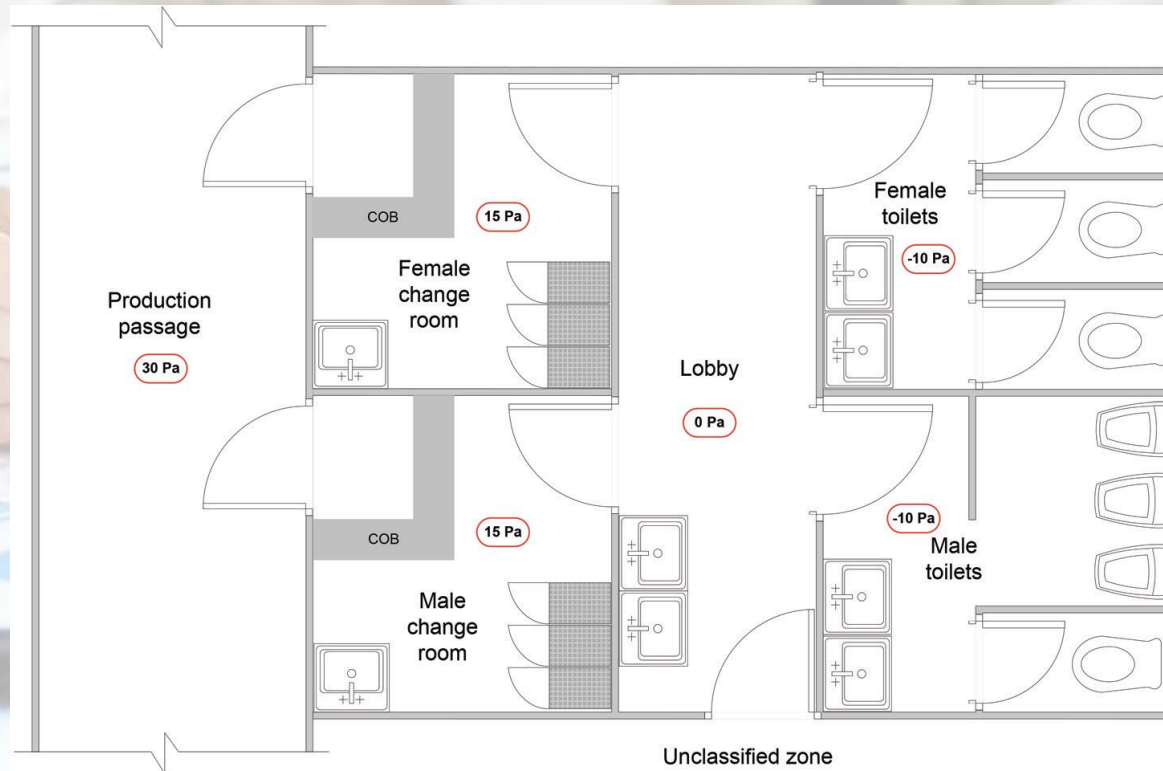 Production
passage
30 Pa
COB
15 Pa
Female
change
room
COB
15 Pa
Male
change
room
Lobby
0 Pa
Female
toilets
-10 Pa
-10 Pa
Male
toilets
Unclassified zone